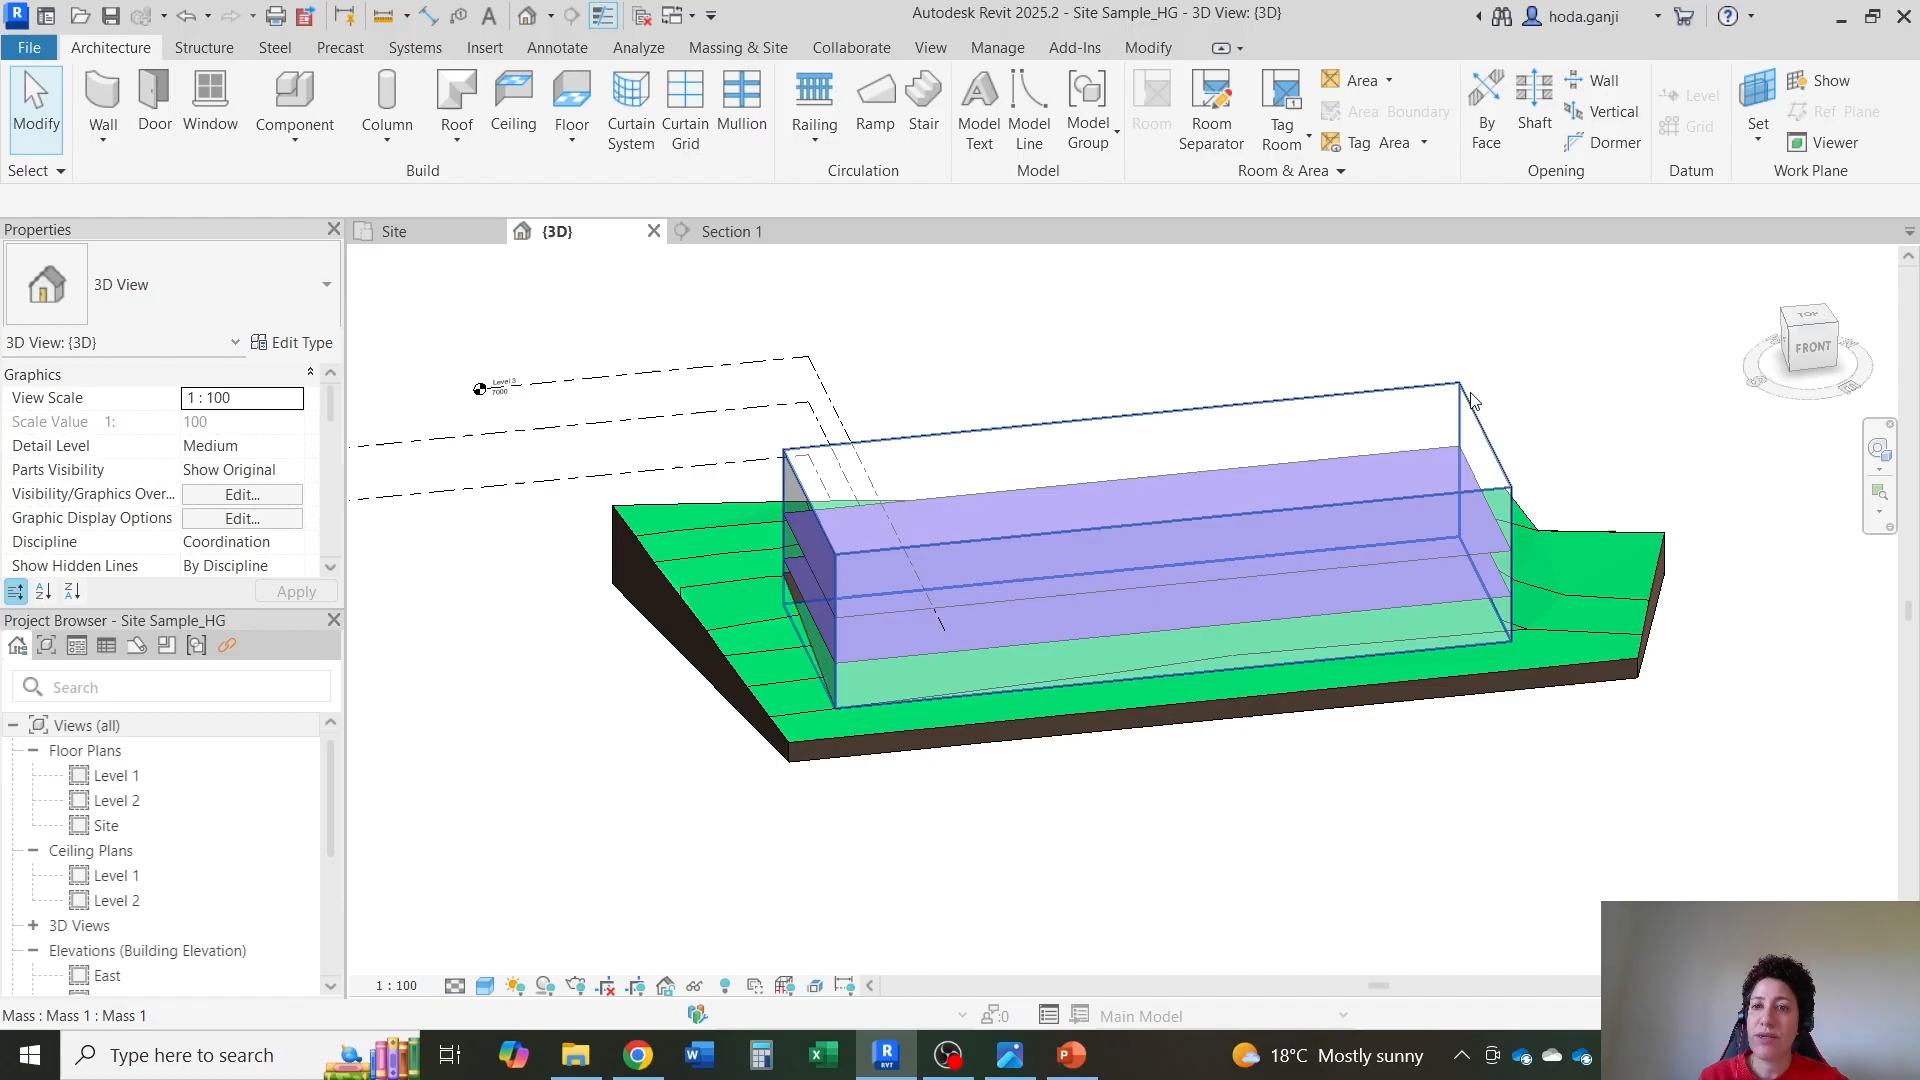 Autodesk Revit 2025.2 - Site Sample_HG - 3D View: {3D}
hoda.ganji
File Architecture Structure Steel Precast Systems Insert Annotate Analyze Massing & Site Collaborate View Manage Add-Ins Modify
Modify
Wall
Door
Window
Component
Column
Roof
Ceiling
Floor
Curtain System
Curtain Grid
Mullion
Railing
Ramp
Stair
Model Text
Model Line
Model Group
Room
Room Separator
Tag Room
Area
Area Boundary
Tag Area
By Face
Shaft
Wall
Vertical
Dormer
Level
Grid
Set
Show
Ref Plane
Viewer
Select Build Circulation Model Room & Area Opening Datum Work Plane
Properties
Site {3D} Section 1
3D View
3D View: {3D} Edit Type
Graphics
View Scale 1 : 100
Scale Value 1: 100
Detail Level Medium
Parts Visibility Show Original
Visibility/Graphics Over... Edit...
Graphic Display Options Edit...
Discipline Coordination
Show Hidden Lines By Discipline
Apply
Project Browser - Site Sample_HG
Search
Views (all)
Floor Plans
Level 1
Level 2
Site
Ceiling Plans
Level 1
Level 2
3D Views
Elevations (Building Elevation)
East
Level 3
7000
TOP
FRONT
1 : 100
Mass : Mass 1 : Mass 1
:0
Main Model
Type here to search
18°C Mostly sunny